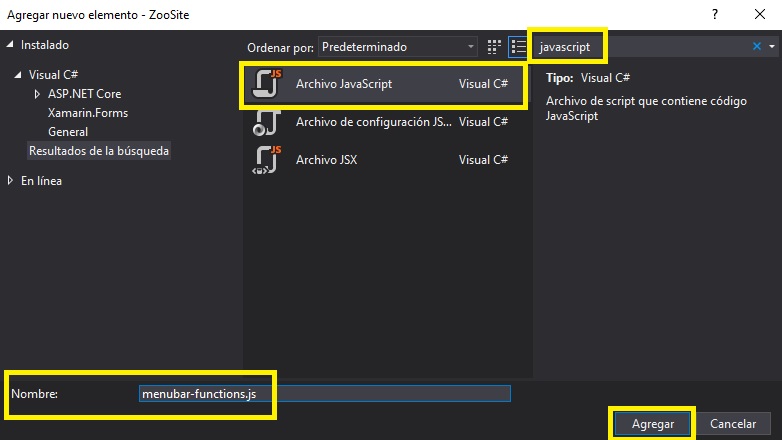 Agregar nuevo elemento - ZooSite
? ×
Instalado
Visual C#
ASP.NET Core
Xamarin.Forms
General
Resultados de la búsqueda
En línea
Ordenar por: Predeterminado
javascript
JS Archivo JavaScript Visual C#
Archivo de configuración JS... Visual C#
JS Archivo JSX Visual C#
Tipo: Visual C#
Archivo de script que contiene código
JavaScript
Nombre: menubar-functions.js
Agregar Cancelar